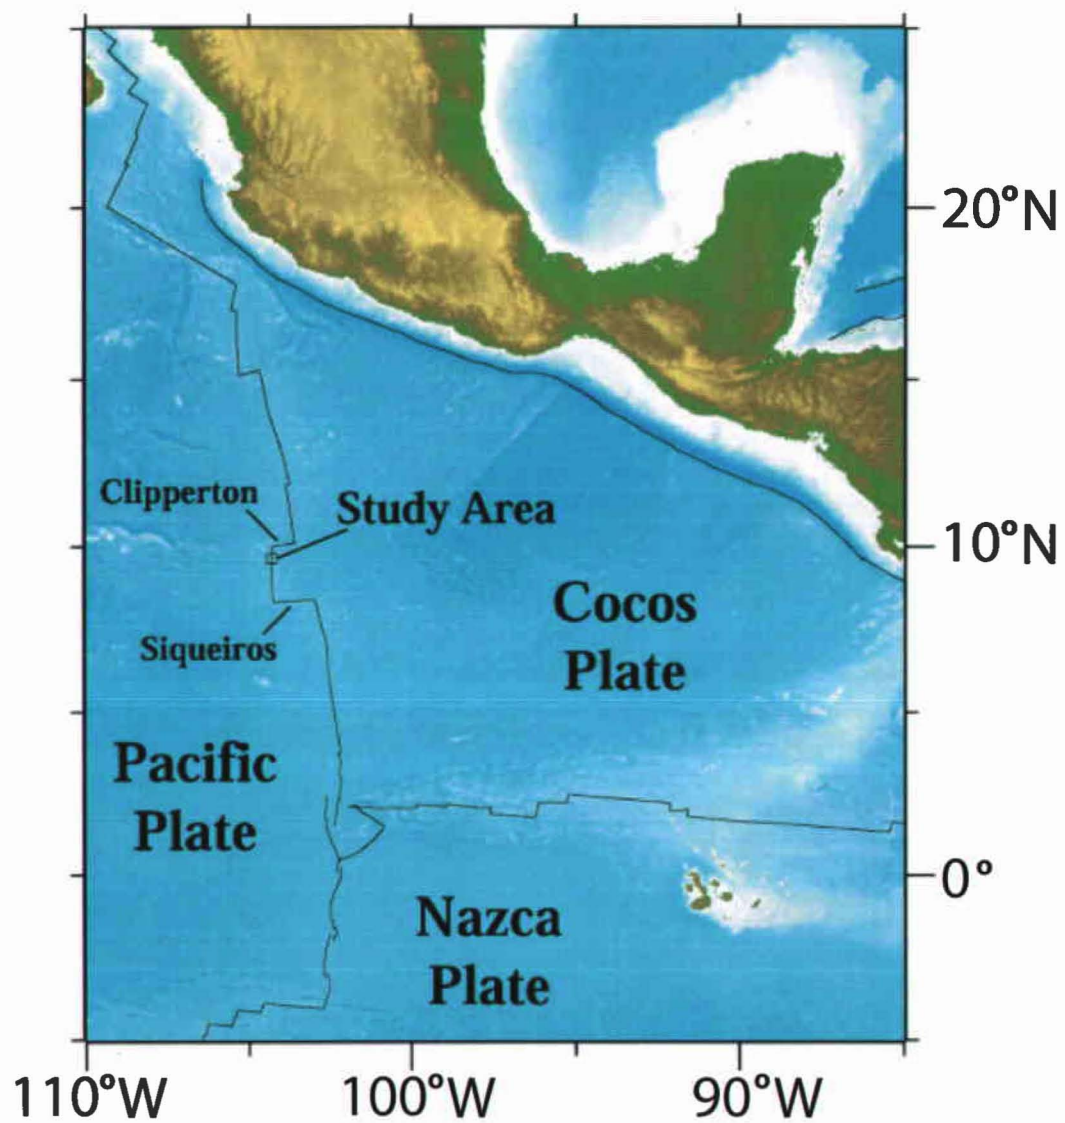 20°N
Clipperton
Study Area
10°N
Cocos
Plate
Siqueiros
Pacific
Plate
0°
Nazca
Plate
110°W
100°W
90°W